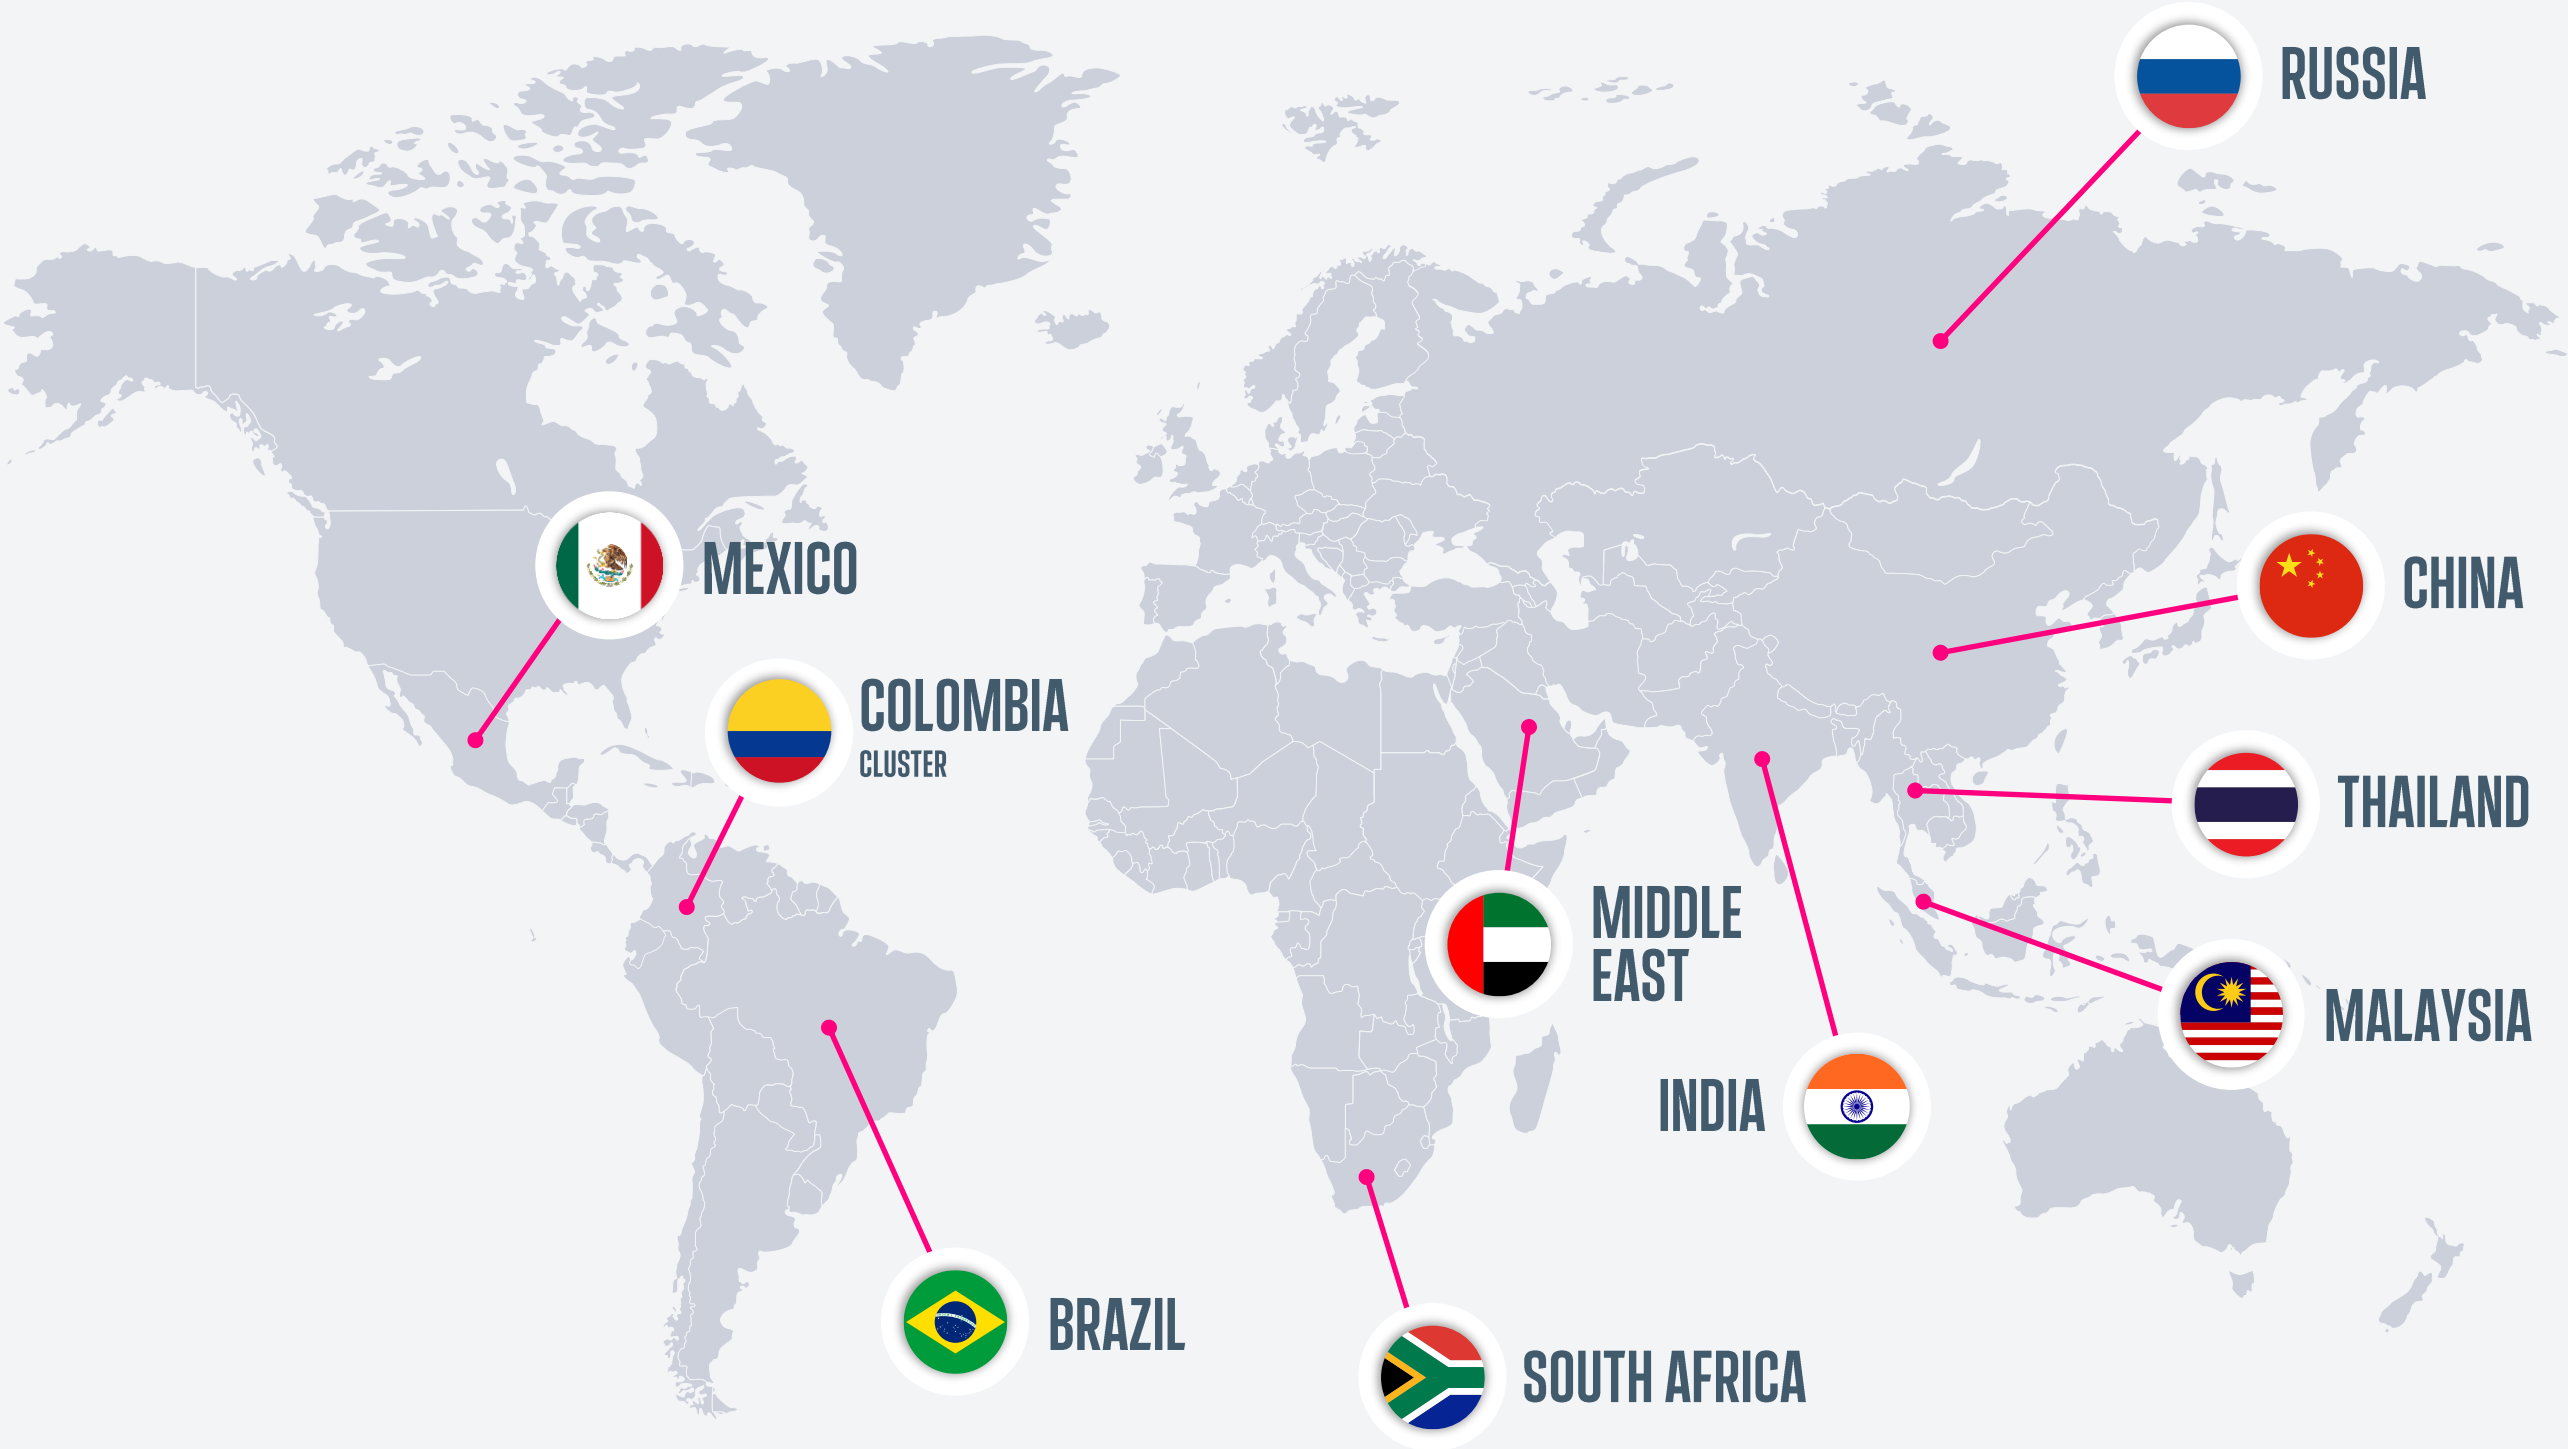 RUSSIA
MEXICO
CHINA
COLOMBIA
CLUSTER
THAILAND
MIDDLE
EAST
MALAYSIA
INDIA
BRAZIL
SOUTH AFRICA